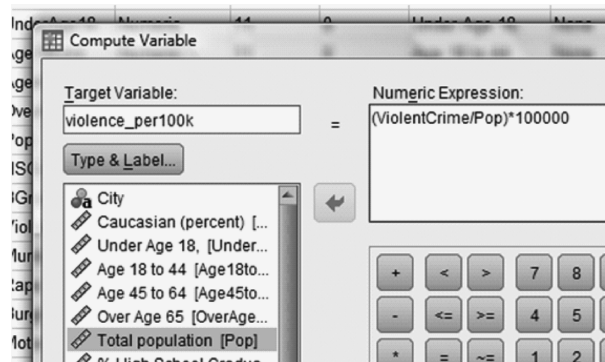 Compute Variable
Target Variable:
Numeric Expression:
violence_per100k
=
(ViolentCrime/Pop)*100000
Type & Label...
City
Caucasian (percent) [...
Under Age 18, [Under...
Age 18 to 44 [Age18to...
Age 45 to 64 [Age45to...
Over Age 65 [OverAge...
Total population [Pop]
+ < > 7 8
- <= >= 4 5
* = ~= 1 2